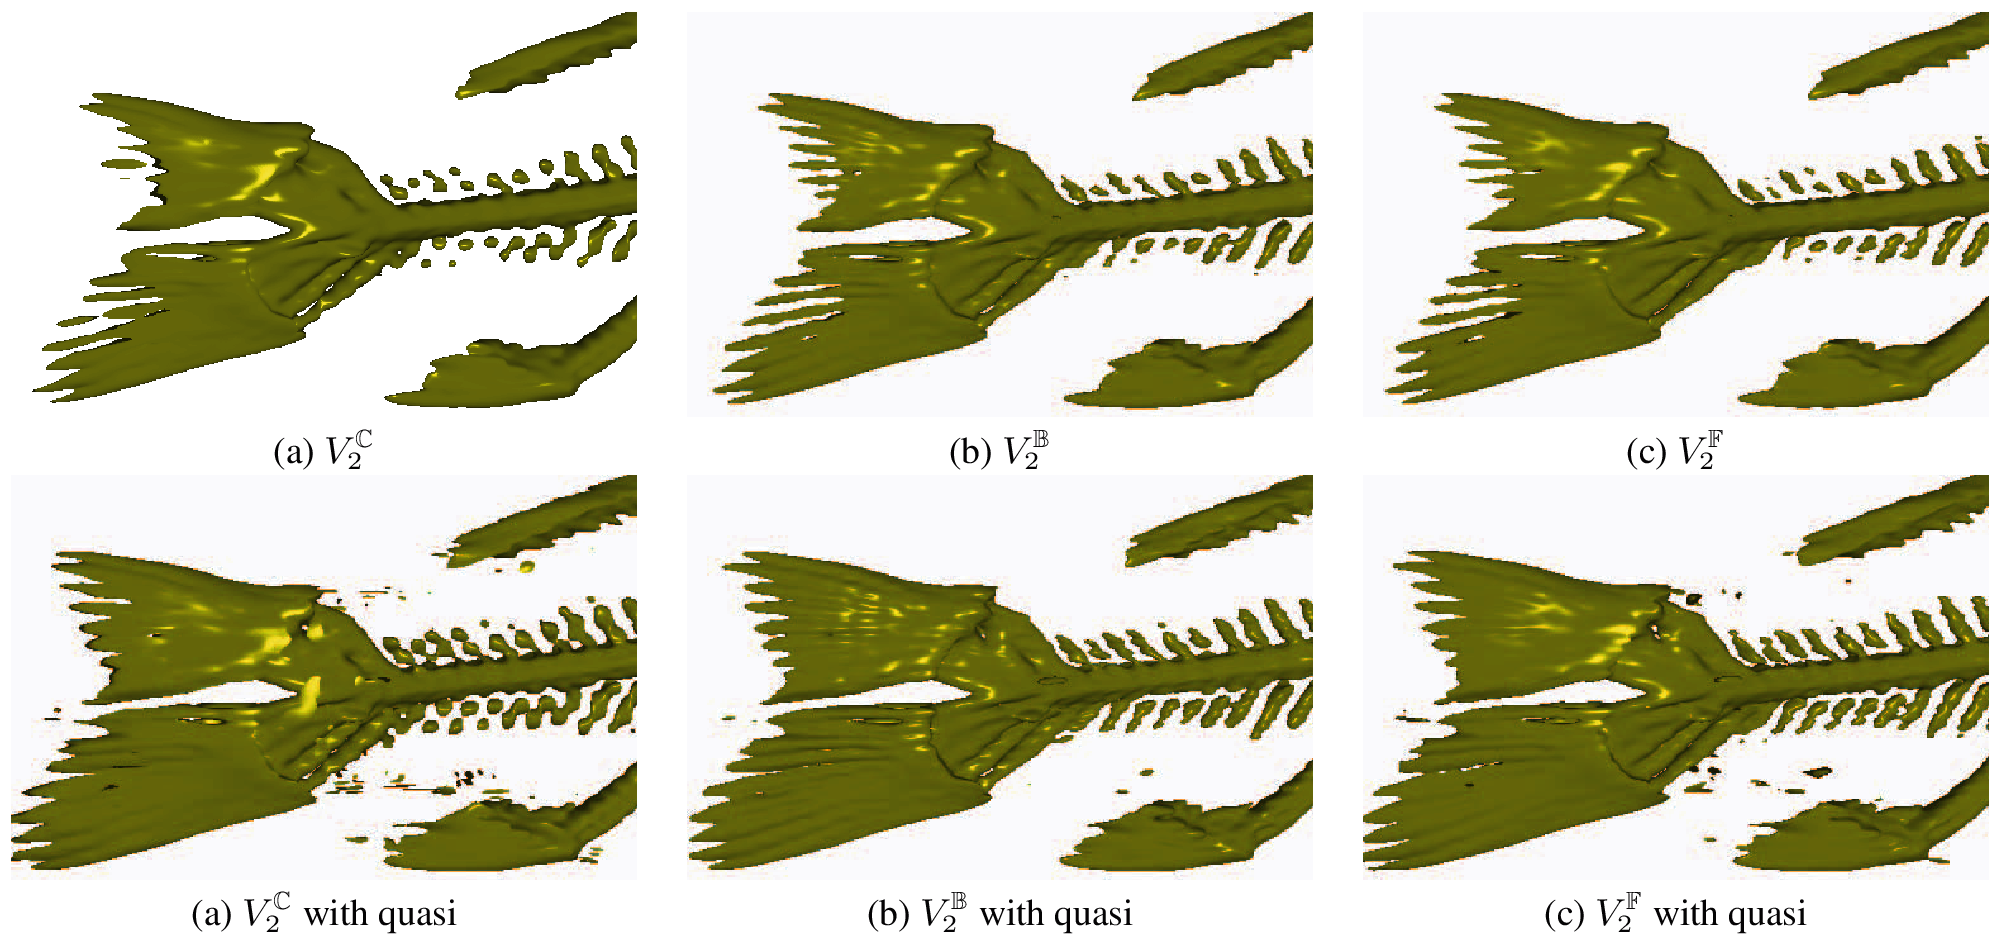 (a) $V_2^{\mathbb{C}}$
(b) $V_2^{\mathbb{B}}$
(c) $V_2^{\mathbb{F}}$
(a) $V_2^{\mathbb{C}}$ with quasi
(b) $V_2^{\mathbb{B}}$ with quasi
(c) $V_2^{\mathbb{F}}$ with quasi